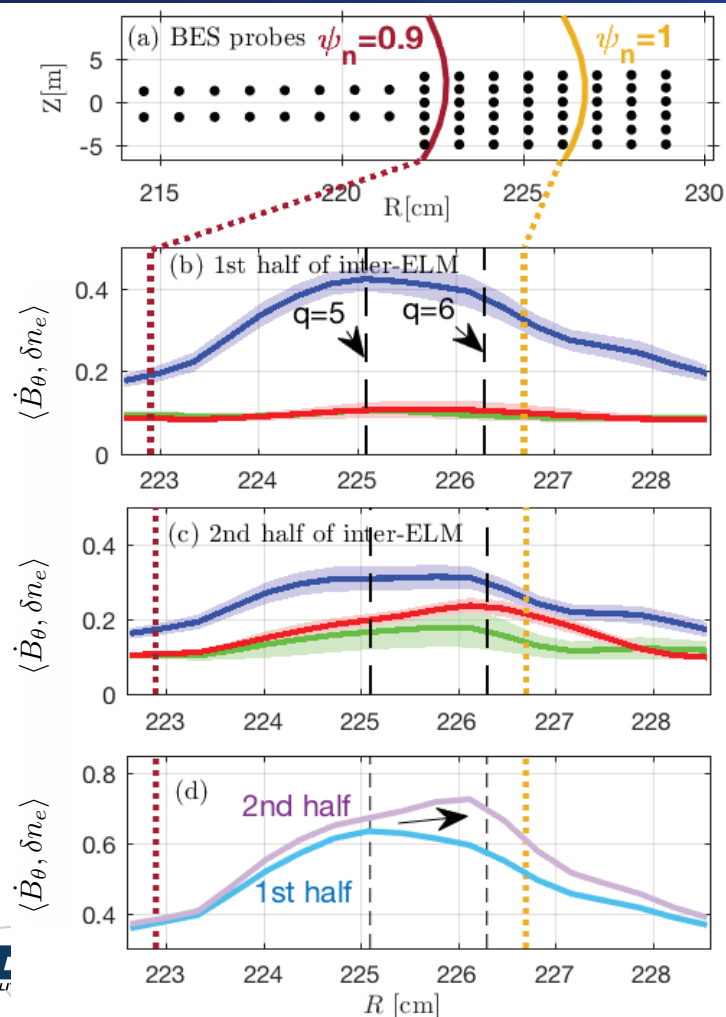 (a) BES probes ψn=0.9 ψn=1
Z[m]
5
0
-5
215 220 225 230
R[cm]
(b) 1st half of inter-ELM
⟨Ḃθ, δne⟩
0.4
0.2
0
q=5 q=6
223 224 225 226 227 228
(c) 2nd half of inter-ELM
⟨Ḃθ, δne⟩
0.4
0.2
0
223 224 225 226 227 228
(d)
⟨Ḃθ, δne⟩
0.8
0.6
0.4
2nd half
1st half
223 224 225 226 227 228
R [cm]